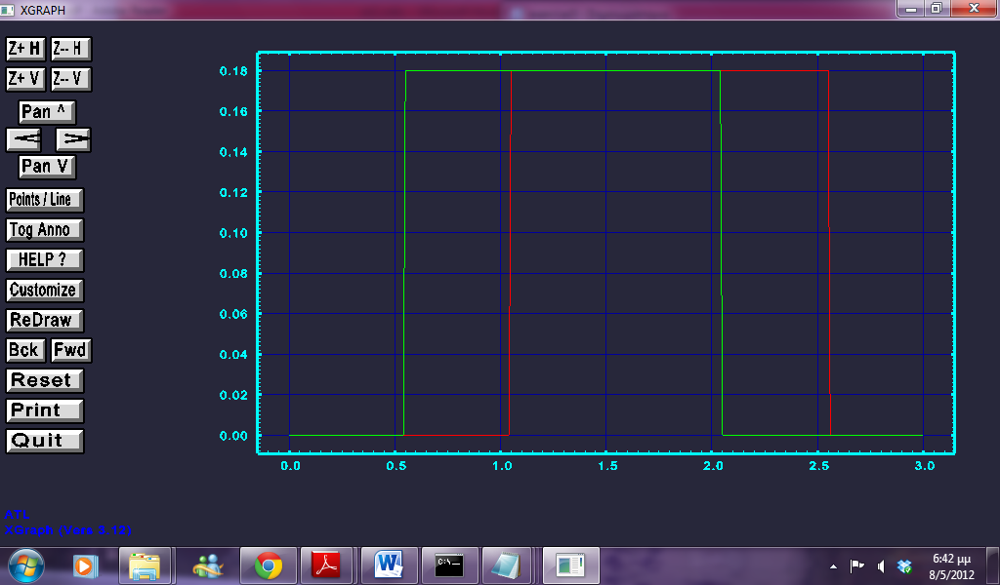 XGRAPH
Z+ H Z-- H
Z+ V Z-- V
Pan ^
< >
Pan V
Points / Line
Tog Anno
HELP ?
Customize
ReDraw
Bck Fwd
Reset
Print
Quit
0.18
0.16
0.14
0.12
0.10
0.08
0.06
0.04
0.02
0.00
0.0 0.5 1.0 1.5 2.0 2.5 3.0
ATL
XGraph (Vers 5.12)
C:\_
W
6:42 μμ
8/5/2012